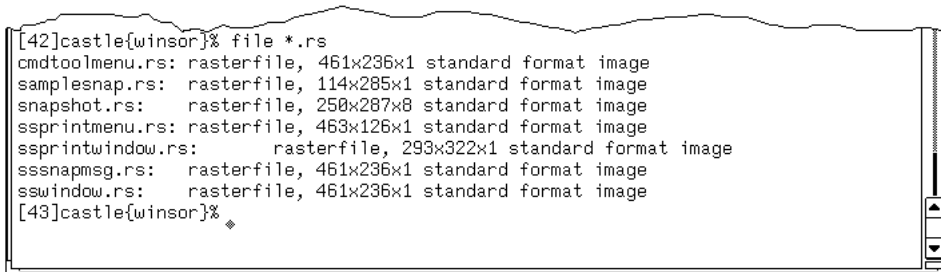 [42]castle{winsor}% file *.rs
cmdtoolmenu.rs: rasterfile, 461x236x1 standard format image
samplesnap.rs:  rasterfile, 114x285x1 standard format image
snapshot.rs:    rasterfile, 250x287x8 standard format image
ssprintmenu.rs: rasterfile, 463x126x1 standard format image
ssprintwindow.rs:       rasterfile, 293x322x1 standard format image
sssnapmsg.rs:   rasterfile, 461x236x1 standard format image
sswindow.rs:    rasterfile, 461x236x1 standard format image
[43]castle{winsor}%